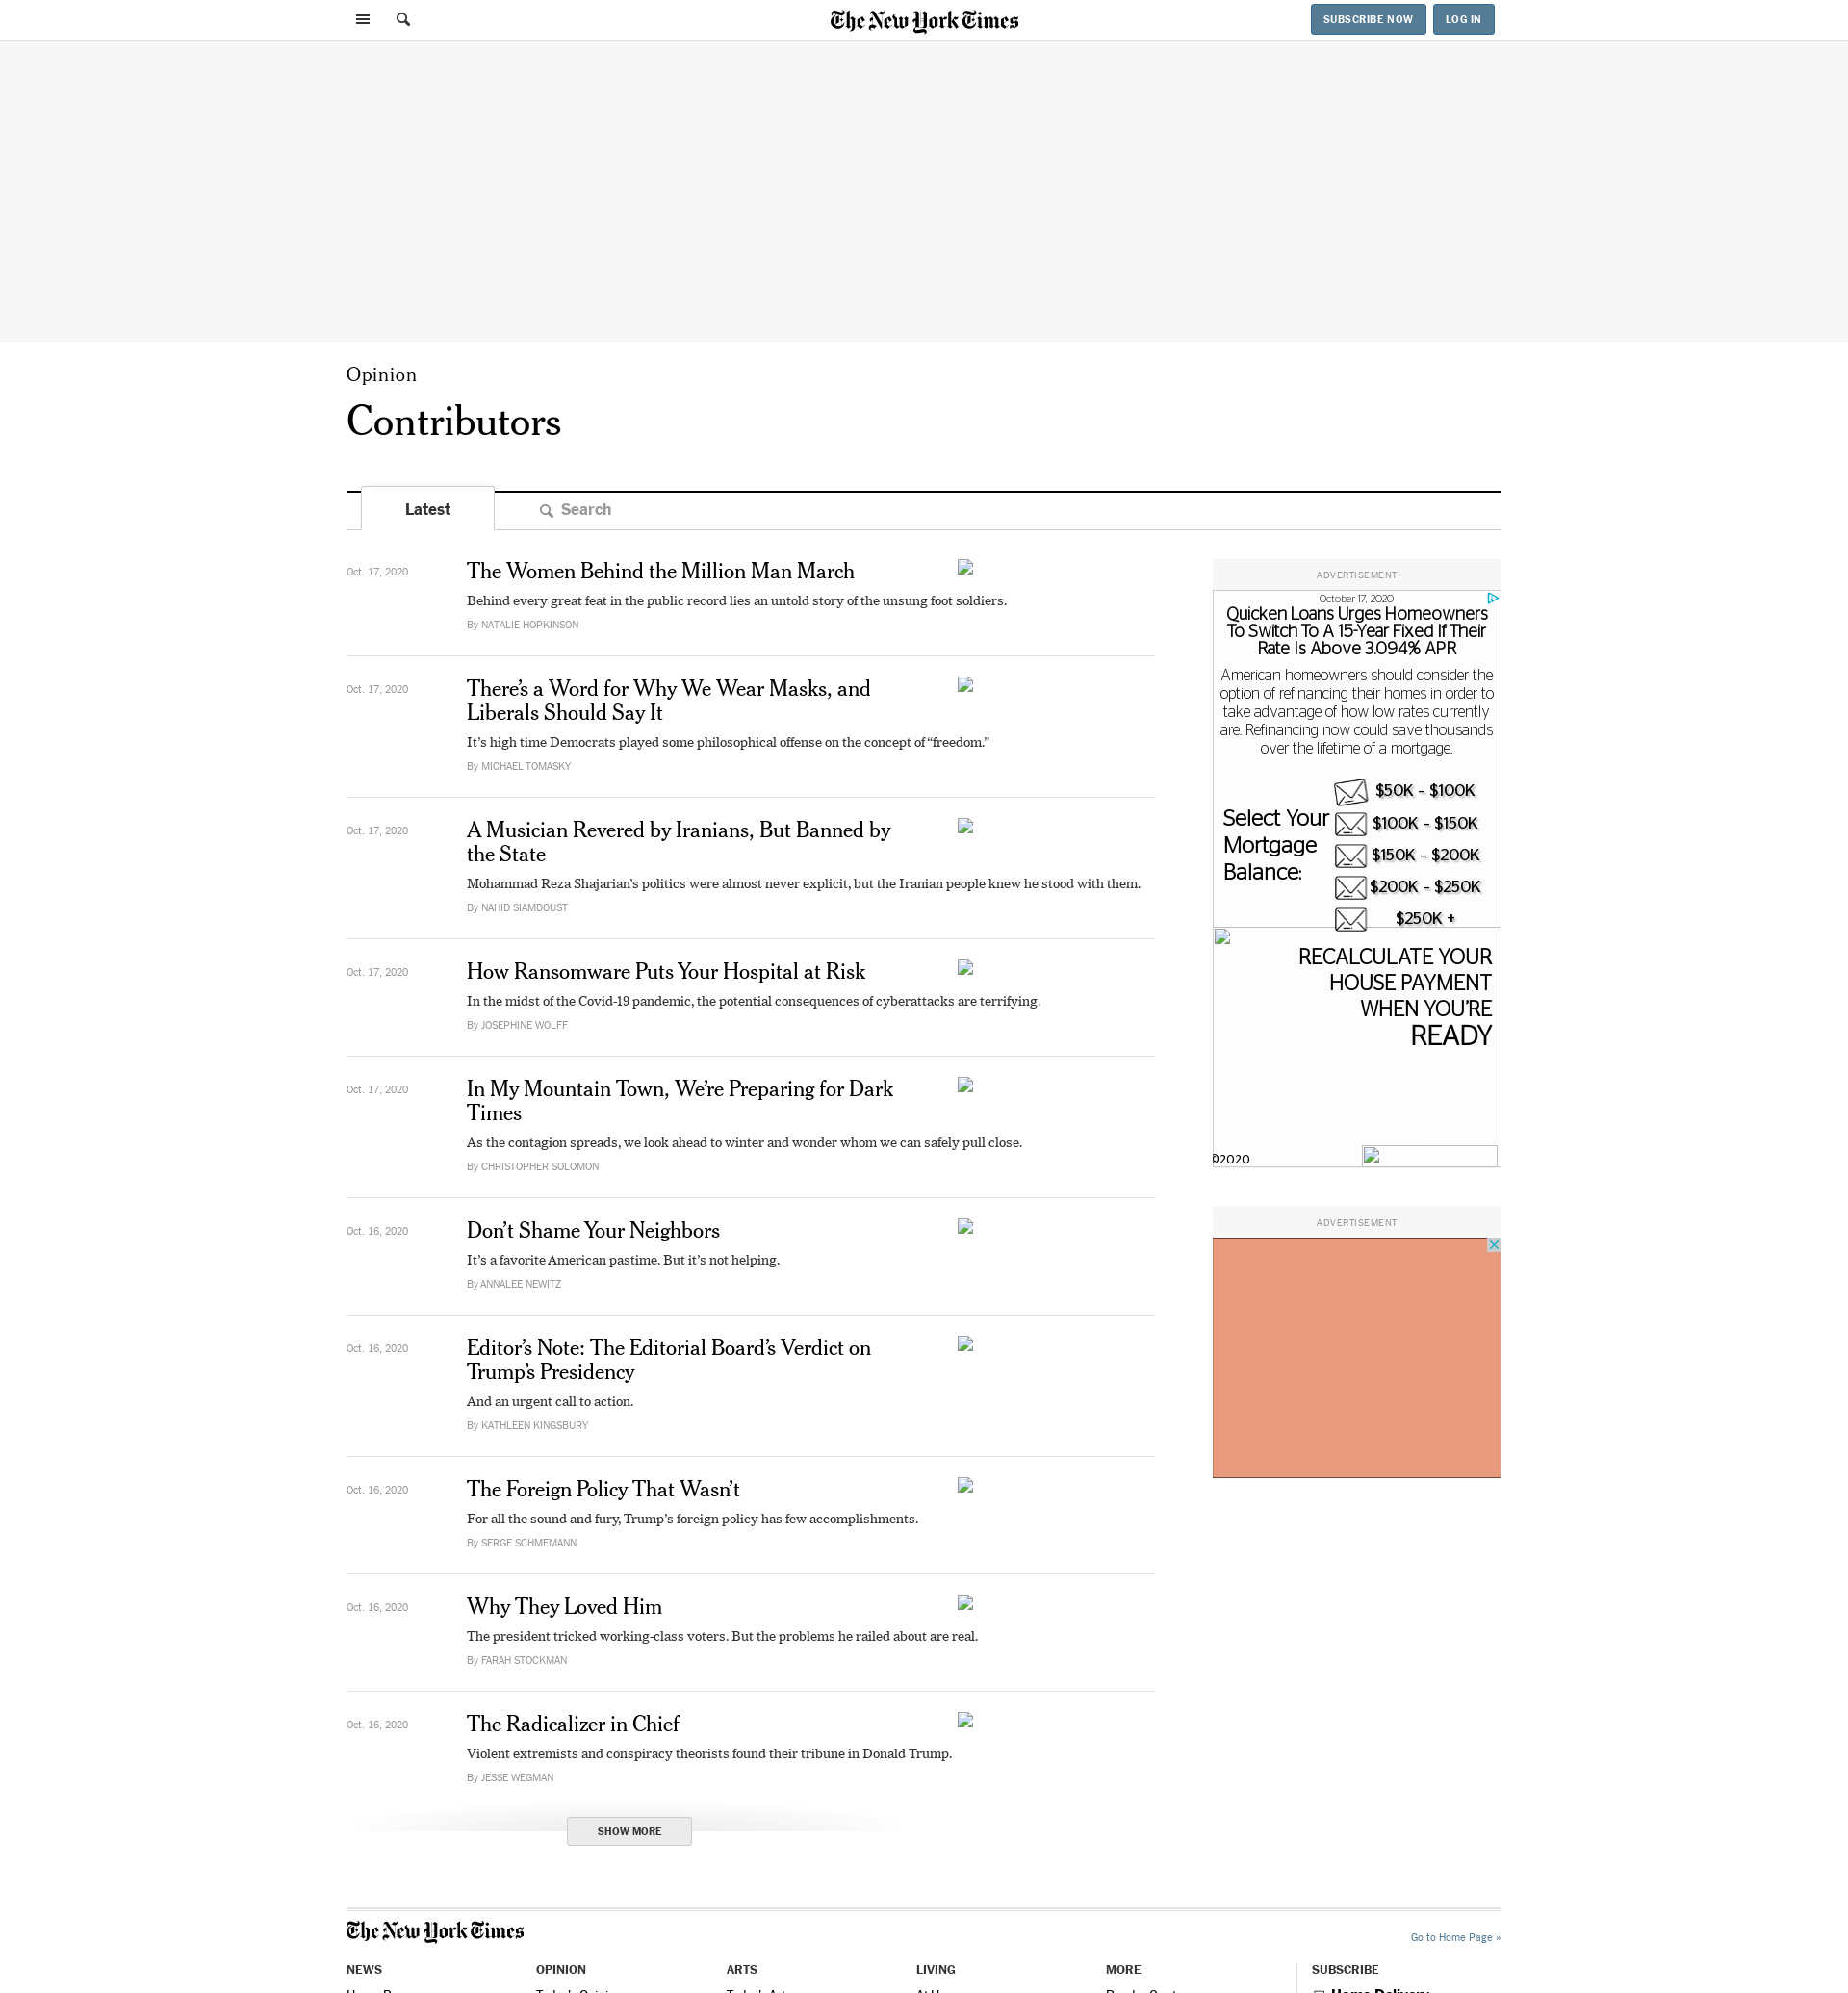 The New York Times
SUBSCRIBE NOW
LOG IN
Opinion
Contributors
Latest
Search
Oct. 17, 2020
The Women Behind the Million Man March
Behind every great feat in the public record lies an untold story of the unsung foot soldiers.
By NATALIE HOPKINSON
Oct. 17, 2020
There’s a Word for Why We Wear Masks, and
Liberals Should Say It
It’s high time Democrats played some philosophical offense on the concept of “freedom.”
By MICHAEL TOMASKY
Oct. 17, 2020
A Musician Revered by Iranians, But Banned by
the State
Mohammad Reza Shajarian’s politics were almost never explicit, but the Iranian people knew he stood with them.
By NAHID SIAMDOUST
Oct. 17, 2020
How Ransomware Puts Your Hospital at Risk
In the midst of the Covid-19 pandemic, the potential consequences of cyberattacks are terrifying.
By JOSEPHINE WOLFF
Oct. 17, 2020
In My Mountain Town, We’re Preparing for Dark
Times
As the contagion spreads, we look ahead to winter and wonder whom we can safely pull close.
By CHRISTOPHER SOLOMON
Oct. 16, 2020
Don’t Shame Your Neighbors
It’s a favorite American pastime. But it’s not helping.
By ANNALEE NEWITZ
Oct. 16, 2020
Editor’s Note: The Editorial Board’s Verdict on
Trump’s Presidency
And an urgent call to action.
By KATHLEEN KINGSBURY
Oct. 16, 2020
The Foreign Policy That Wasn’t
For all the sound and fury, Trump’s foreign policy has few accomplishments.
By SERGE SCHMEMANN
Oct. 16, 2020
Why They Loved Him
The president tricked working-class voters. But the problems he railed about are real.
By FARAH STOCKMAN
Oct. 16, 2020
The Radicalizer in Chief
Violent extremists and conspiracy theorists found their tribune in Donald Trump.
By JESSE WEGMAN
SHOW MORE
ADVERTISEMENT
October 17, 2020
Quicken Loans Urges Homeowners
To Switch To A 15-Year Fixed If Their
Rate Is Above 3.094% APR
American homeowners should consider the
option of refinancing their homes in order to
take advantage of how low rates currently
are. Refinancing now could save thousands
over the lifetime of a mortgage.
Select Your
Mortgage
Balance:
$50K - $100K
$100K - $150K
$150K - $200K
$200K - $250K
$250K +
RECALCULATE YOUR
HOUSE PAYMENT
WHEN YOU’RE
READY
©2020
ADVERTISEMENT
The New York Times
Go to Home Page »
NEWS
OPINION
ARTS
LIVING
MORE
SUBSCRIBE
Home Delivery